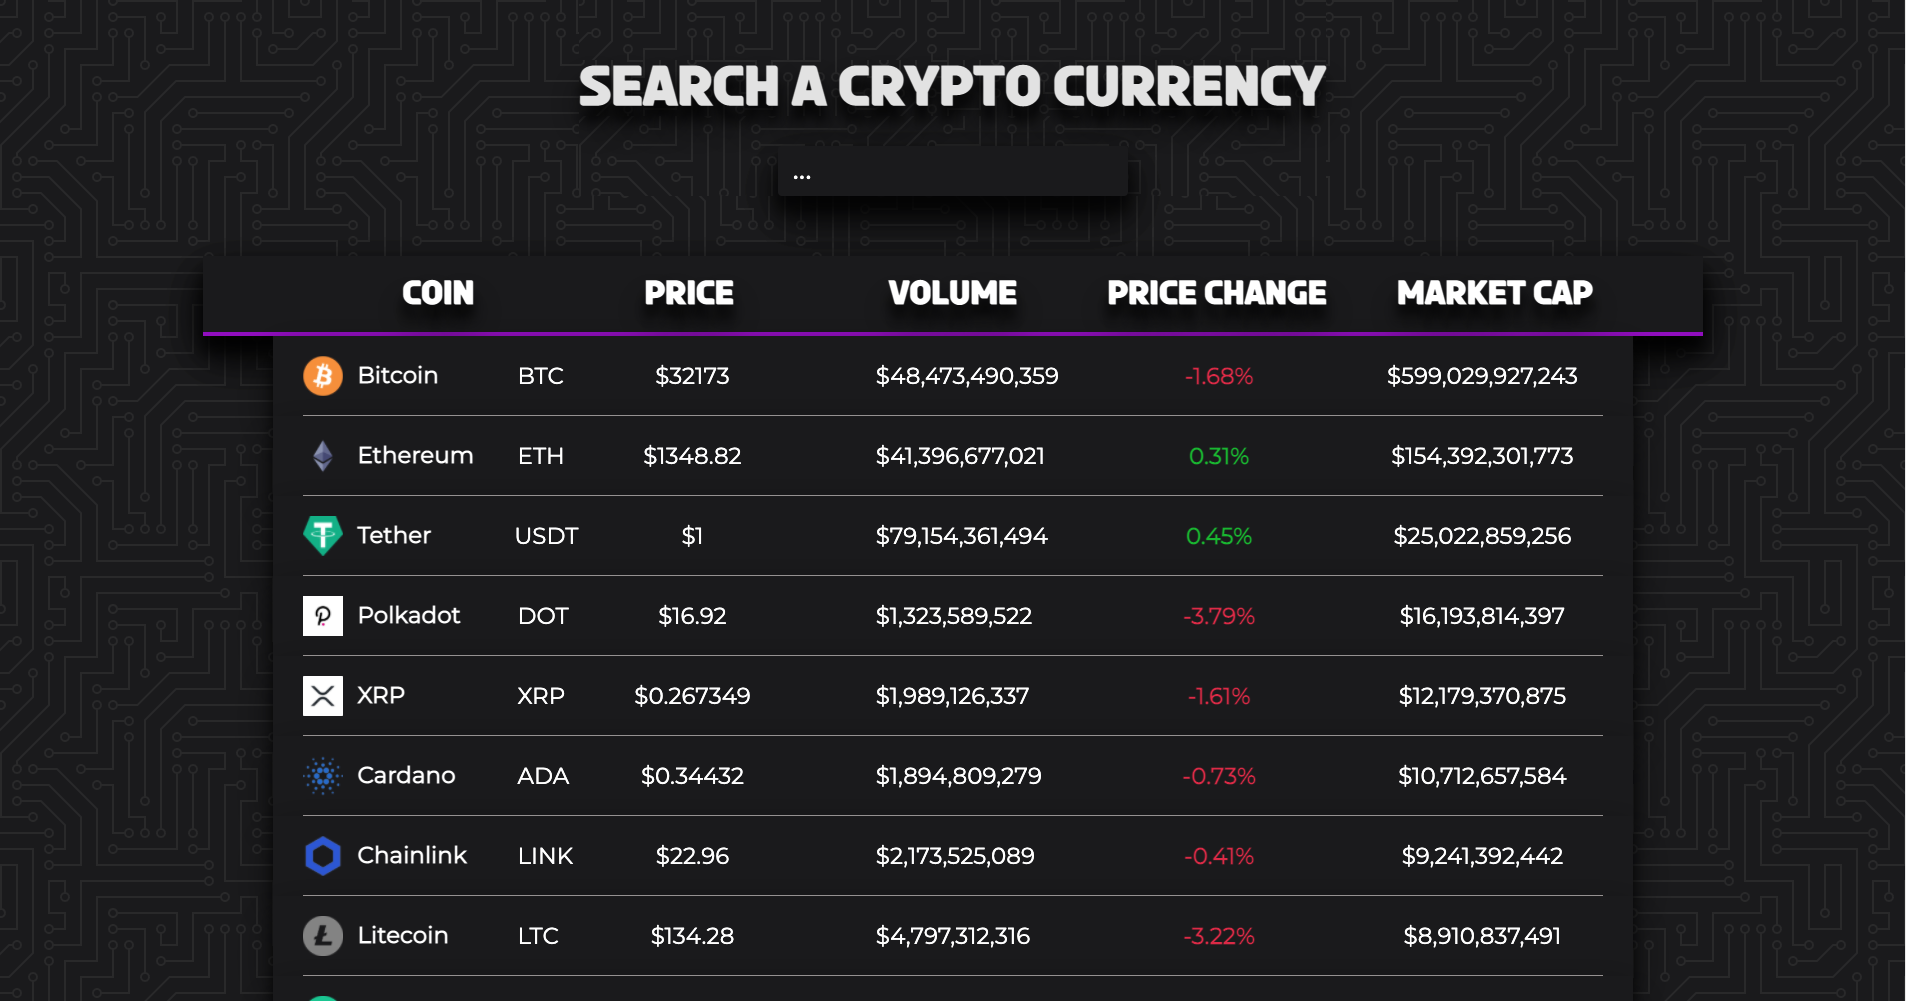 SEARCH A CRYPTO CURRENCY
...
COIN PRICE VOLUME PRICE CHANGE MARKET CAP
Bitcoin BTC $32173 $48,473,490,359 -1.68% $599,029,927,243
Ethereum ETH $1348.82 $41,396,677,021 0.31% $154,392,301,773
Tether USDT $1 $79,154,361,494 0.45% $25,022,859,256
Polkadot DOT $16.92 $1,323,589,522 -3.79% $16,193,814,397
XRP XRP $0.267349 $1,989,126,337 -1.61% $12,179,370,875
Cardano ADA $0.34432 $1,894,809,279 -0.73% $10,712,657,584
Chainlink LINK $22.96 $2,173,525,089 -0.41% $9,241,392,442
Litecoin LTC $134.28 $4,797,312,316 -3.22% $8,910,837,491